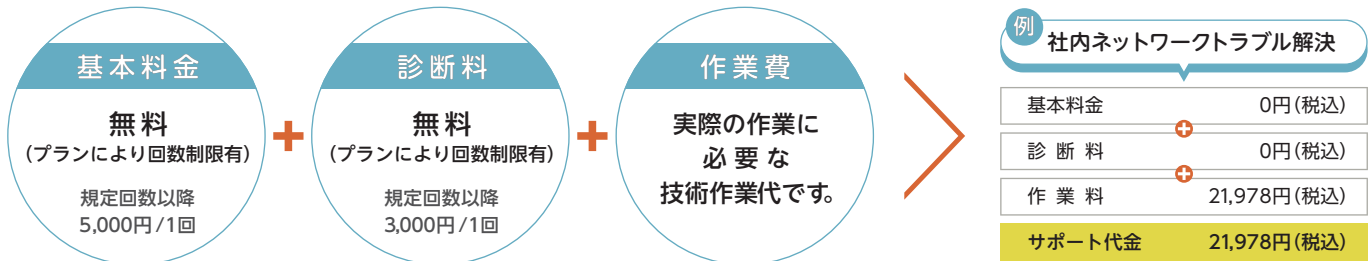 基本料金
無料
(プランにより回数制限有)
規定回数以降
5,000円/1回
+
診断料
無料
(プランにより回数制限有)
規定回数以降
3,000円/1回
+
作業費
実際の作業に
必要な
技術作業代です。
例 社内ネットワークトラブル解決
基本料金 0円(税込)
+
診断料 0円(税込)
+
作業料 21,978円(税込)
サポート代金 21,978円(税込)